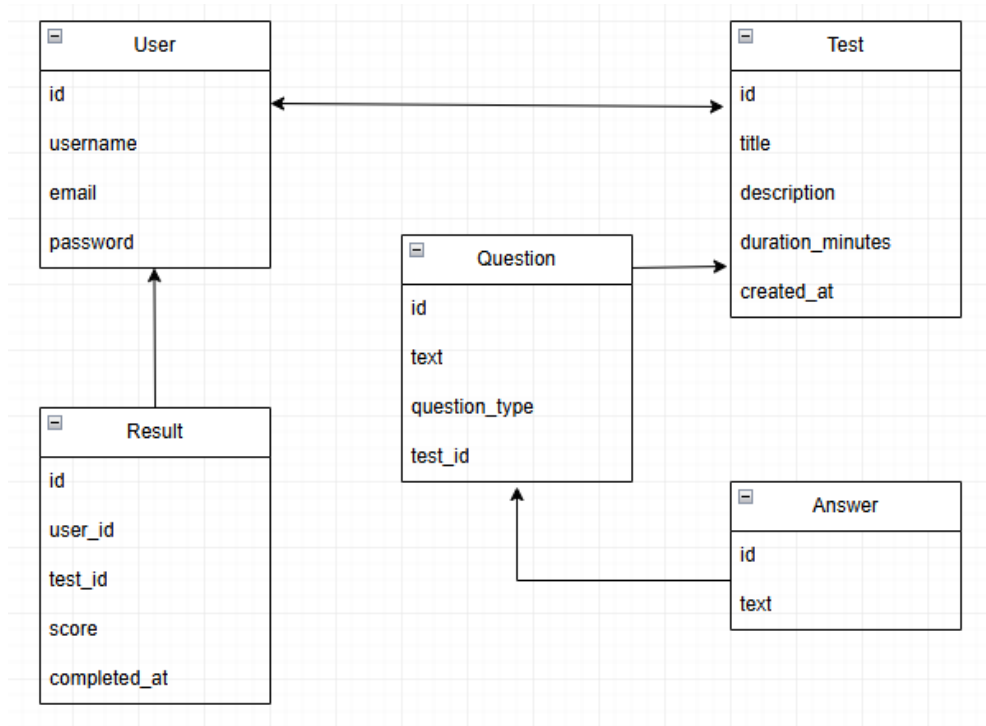 User
id
username
email
password
Test
id
title
description
duration_minutes
created_at
Question
id
text
question_type
test_id
Result
id
user_id
test_id
score
completed_at
Answer
id
text